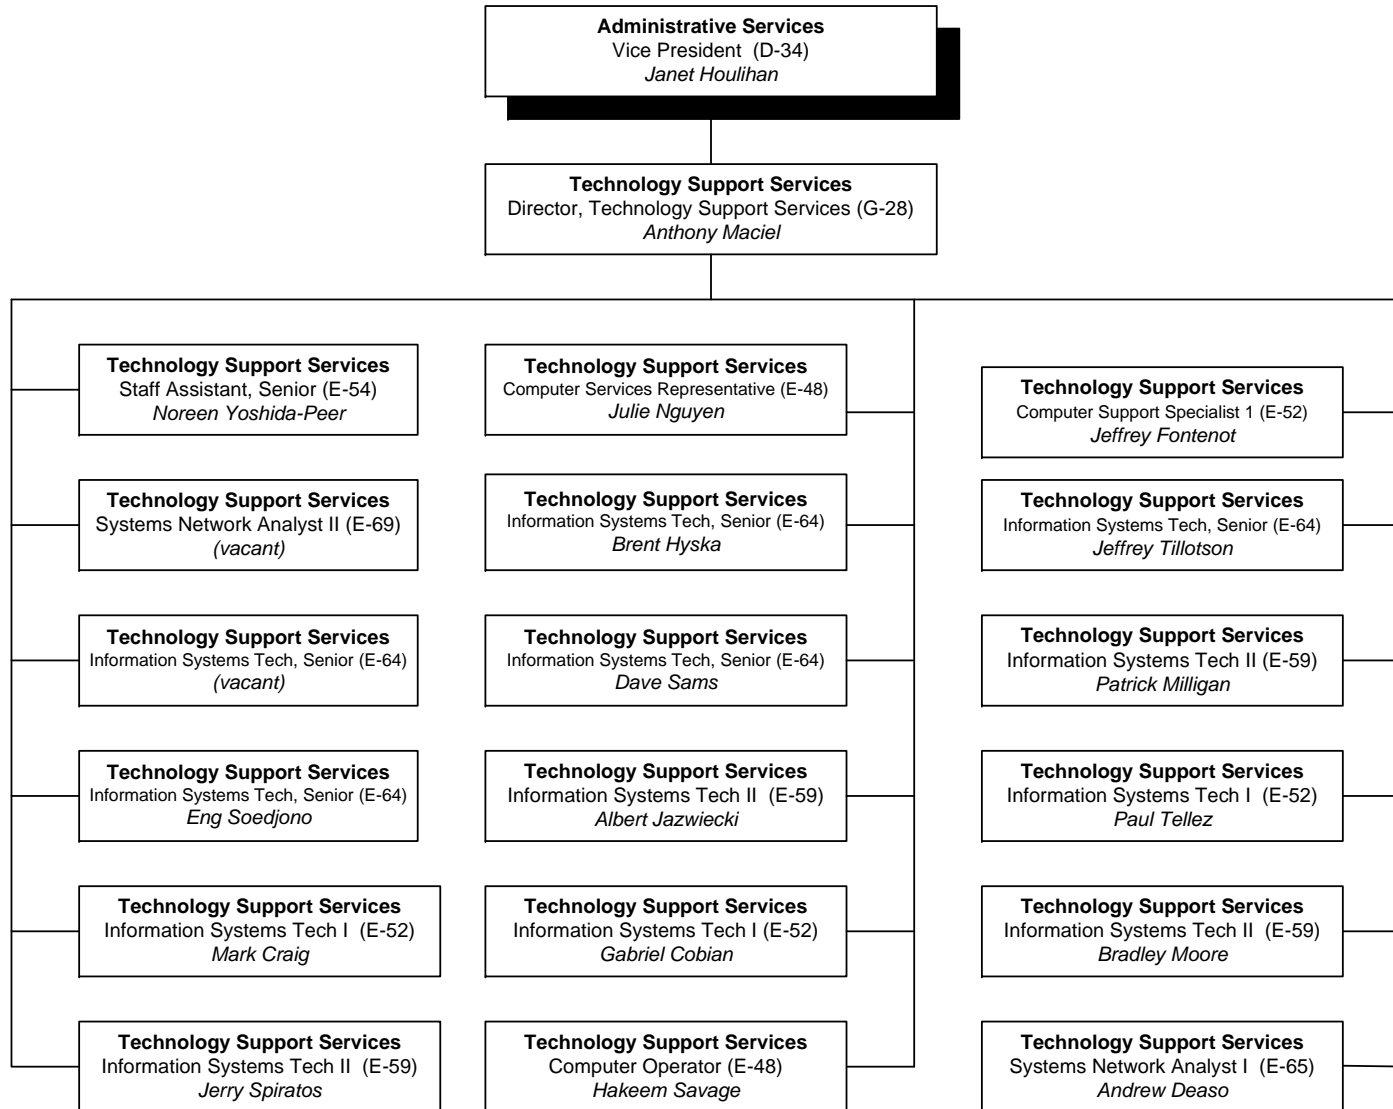 Administrative Services
Vice President (D-34)
Janet Houlihan
Technology Support Services
Director, Technology Support Services (G-28)
Anthony Maciel
Technology Support Services
Staff Assistant, Senior (E-54)
Noreen Yoshida-Peer
Technology Support Services
Computer Services Representative (E-48)
Julie Nguyen
Technology Support Services
Computer Support Specialist 1 (E-52)
Jeffrey Fontenot
Technology Support Services
Systems Network Analyst II (E-69)
(vacant)
Technology Support Services
Information Systems Tech, Senior (E-64)
Brent Hyska
Technology Support Services
Information Systems Tech, Senior (E-64)
Jeffrey Tillotson
Technology Support Services
Information Systems Tech, Senior (E-64)
(vacant)
Technology Support Services
Information Systems Tech, Senior (E-64)
Dave Sams
Technology Support Services
Information Systems Tech II (E-59)
Patrick Milligan
Technology Support Services
Information Systems Tech, Senior (E-64)
Eng Soedjono
Technology Support Services
Information Systems Tech II (E-59)
Albert Jazwiecki
Technology Support Services
Information Systems Tech I (E-52)
Paul Tellez
Technology Support Services
Information Systems Tech I (E-52)
Mark Craig
Technology Support Services
Information Systems Tech I (E-52)
Gabriel Cobian
Technology Support Services
Information Systems Tech II (E-59)
Bradley Moore
Technology Support Services
Information Systems Tech II (E-59)
Jerry Spiratos
Technology Support Services
Computer Operator (E-48)
Hakeem Savage
Technology Support Services
Systems Network Analyst I (E-65)
Andrew Deaso